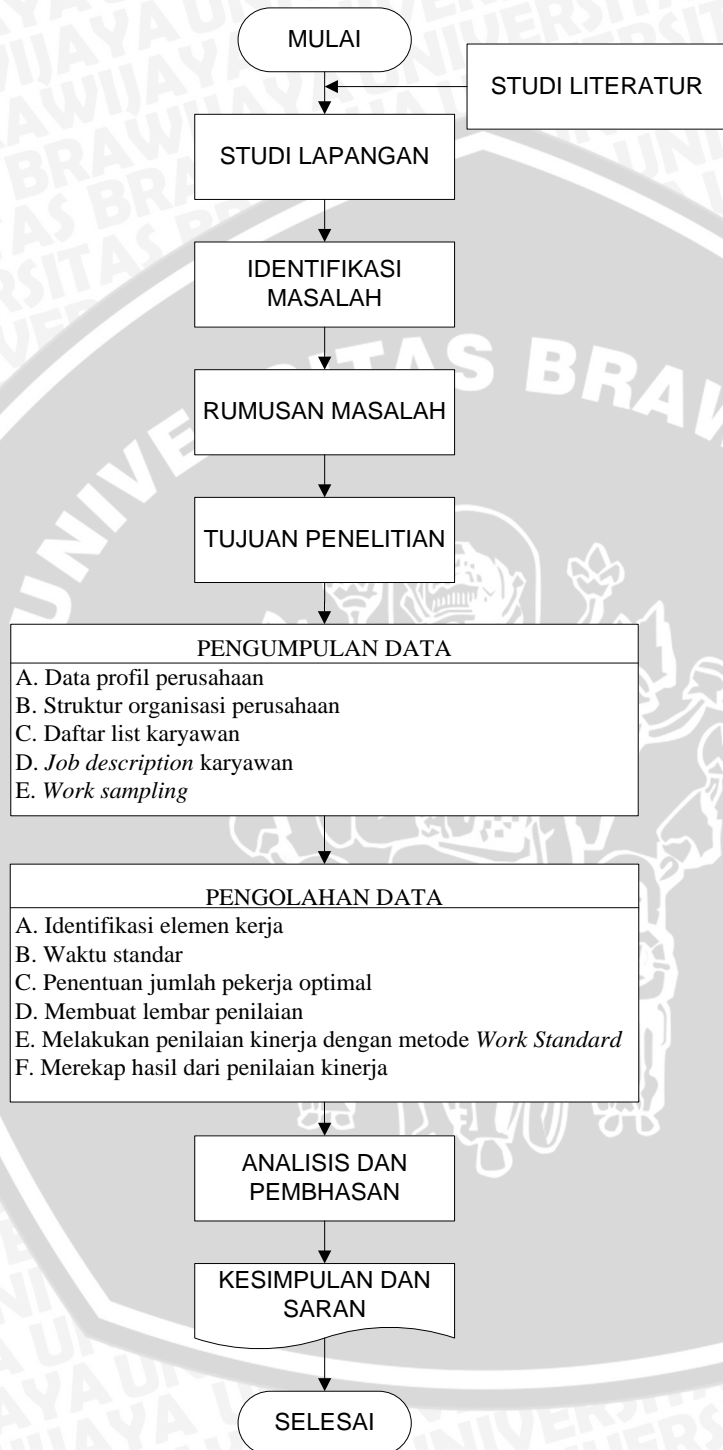 MULAI
STUDI LITERATUR
STUDI LAPANGAN
IDENTIFIKASI
MASALAH
RUMUSAN MASALAH
TUJUAN PENELITIAN
PENGUMPULAN DATA
A. Data profil perusahaan
B. Struktur organisasi perusahaan
C. Daftar list karyawan
D. Job description karyawan
E. Work sampling
PENGOLAHAN DATA
A. Identifikasi elemen kerja
B. Waktu standar
C. Penentuan jumlah pekerja optimal
D. Membuat lembar penilaian
E. Melakukan penilaian kinerja dengan metode Work Standard
F. Merekap hasil dari penilaian kinerja
ANALISIS DAN
PEMBHASAN
KESIMPULAN DAN
SARAN
SELESAI